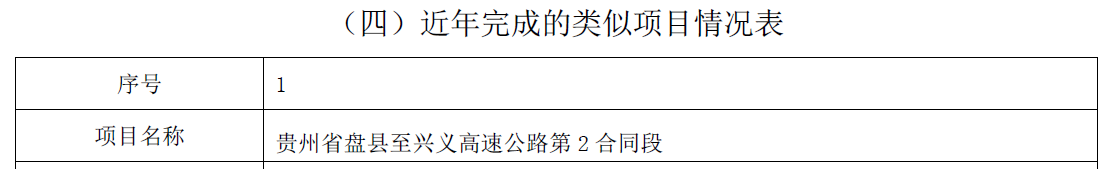 （四）近年完成的类似项目情况表
序号
1
项目名称
贵州省盘县至兴义高速公路第 2 合同段